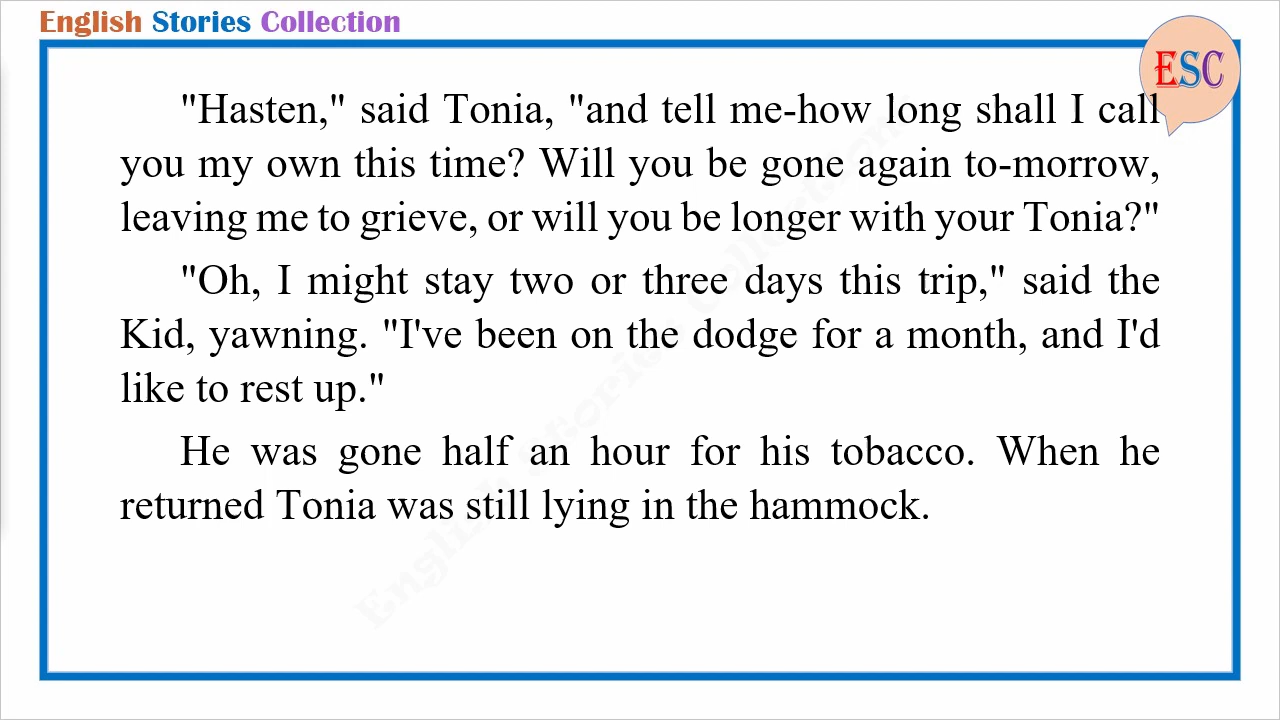 English Stories Collection
ESC
"Hasten," said Tonia, "and tell me-how long shall I call
you my own this time? Will you be gone again to-morrow,
leaving me to grieve, or will you be longer with your Tonia?"
"Oh, I might stay two or three days this trip," said the
Kid, yawning. "I've been on the dodge for a month, and I'd
like to rest up."
He was gone half an hour for his tobacco. When he
returned Tonia was still lying in the hammock.
English Stories Collection